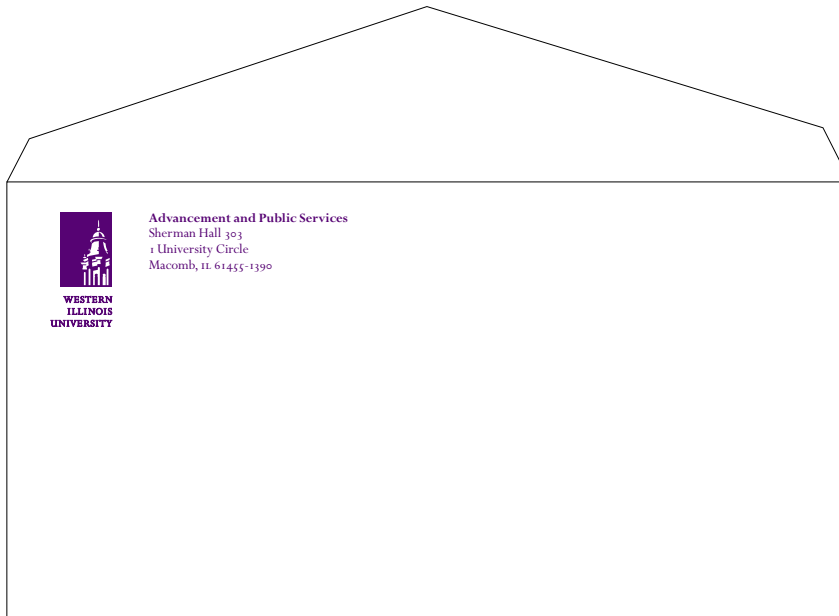 Advancement and Public Services
Sherman Hall 303
1 University Circle
Macomb, IL 61455-1390
WESTERN
ILLINOIS
UNIVERSITY